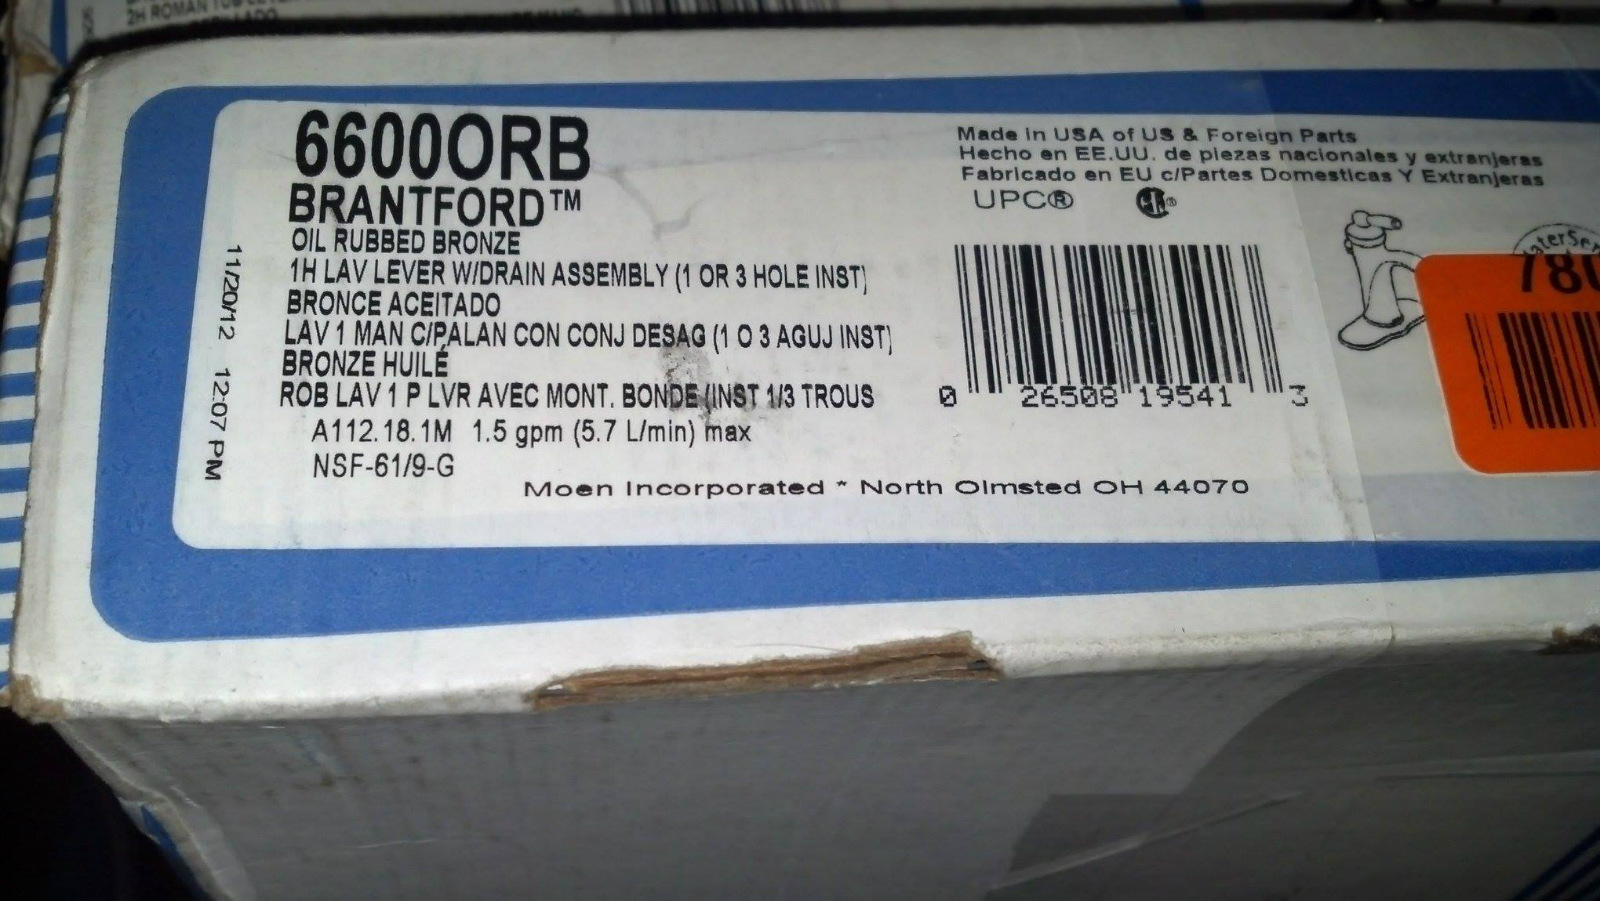 2H ROMAN TUB
6600ORB
BRANTFORD™
OIL RUBBED BRONZE
1H LAV LEVER W/DRAIN ASSEMBLY (1 OR 3 HOLE INST)
BRONCE ACEITADO
LAV 1 MAN C/PALAN CON CONJ DESAG (1 O 3 AGUJ INST)
BRONZE HUILÉ
ROB LAV 1 P LVR AVEC MONT. BONDE (INST 1/3 TROUS
A112.18.1M 1.5 gpm (5.7 L/min) max
NSF-61/9-G
11/20/12 12:07 PM
Made in USA of US & Foreign Parts
Hecho en EE.UU. de piezas nacionales y extranjeras
Fabricado en EU c/Partes Domesticas Y Extranjeras
UPC®
0 26508 19541 3
Moen Incorporated * North Olmsted OH 44070
780